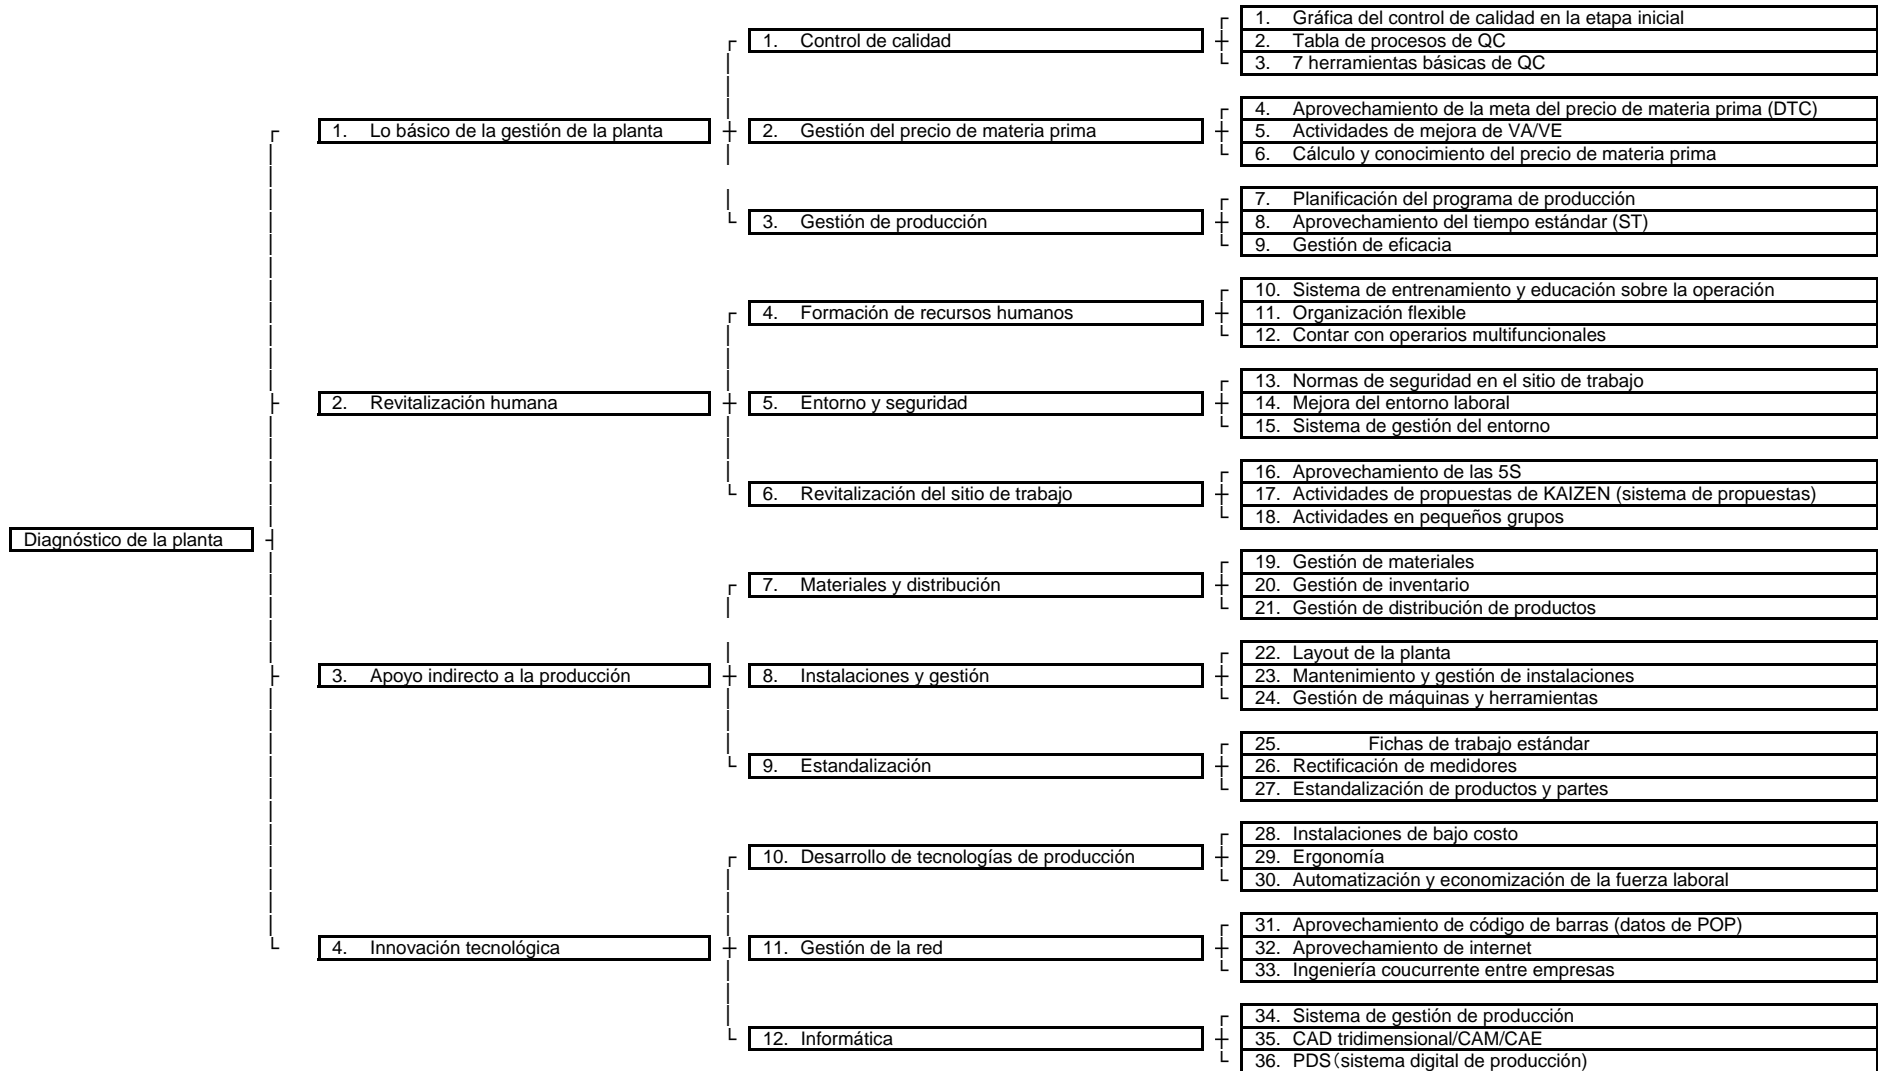 1. Gráfica del control de calidad en la etapa inicial
1. Control de calidad
2. Tabla de procesos de QC
3. 7 herramientas básicas de QC
4. Aprovechamiento de la meta del precio de materia prima (DTC)
1. Lo básico de la gestión de la planta
2. Gestión del precio de materia prima
5. Actividades de mejora de VA/VE
6. Cálculo y conocimiento del precio de materia prima
7. Planificación del programa de producción
3. Gestión de producción
8. Aprovechamiento del tiempo estándar (ST)
9. Gestión de eficacia
10. Sistema de entrenamiento y educación sobre la operación
4. Formación de recursos humanos
11. Organización flexible
12. Contar con operarios multifuncionales
13. Normas de seguridad en el sitio de trabajo
2. Revitalización humana
5. Entorno y seguridad
14. Mejora del entorno laboral
15. Sistema de gestión del entorno
16. Aprovechamiento de las 5S
6. Revitalización del sitio de trabajo
17. Actividades de propuestas de KAIZEN (sistema de propuestas)
18. Actividades en pequeños grupos
Diagnóstico de la planta
19. Gestión de materiales
7. Materiales y distribución
20. Gestión de inventario
21. Gestión de distribución de productos
22. Layout de la planta
3. Apoyo indirecto a la producción
8. Instalaciones y gestión
23. Mantenimiento y gestión de instalaciones
24. Gestión de máquinas y herramientas
25. Fichas de trabajo estándar
9. Estandalización
26. Rectificación de medidores
27. Estandalización de productos y partes
28. Instalaciones de bajo costo
10. Desarrollo de tecnologías de producción
29. Ergonomía
30. Automatización y economización de la fuerza laboral
31. Aprovechamiento de código de barras (datos de POP)
4. Innovación tecnológica
11. Gestión de la red
32. Aprovechamiento de internet
33. Ingeniería coucurrente entre empresas
34. Sistema de gestión de producción
12. Informática
35. CAD tridimensional/CAM/CAE
36. PDS（sistema digital de producción)